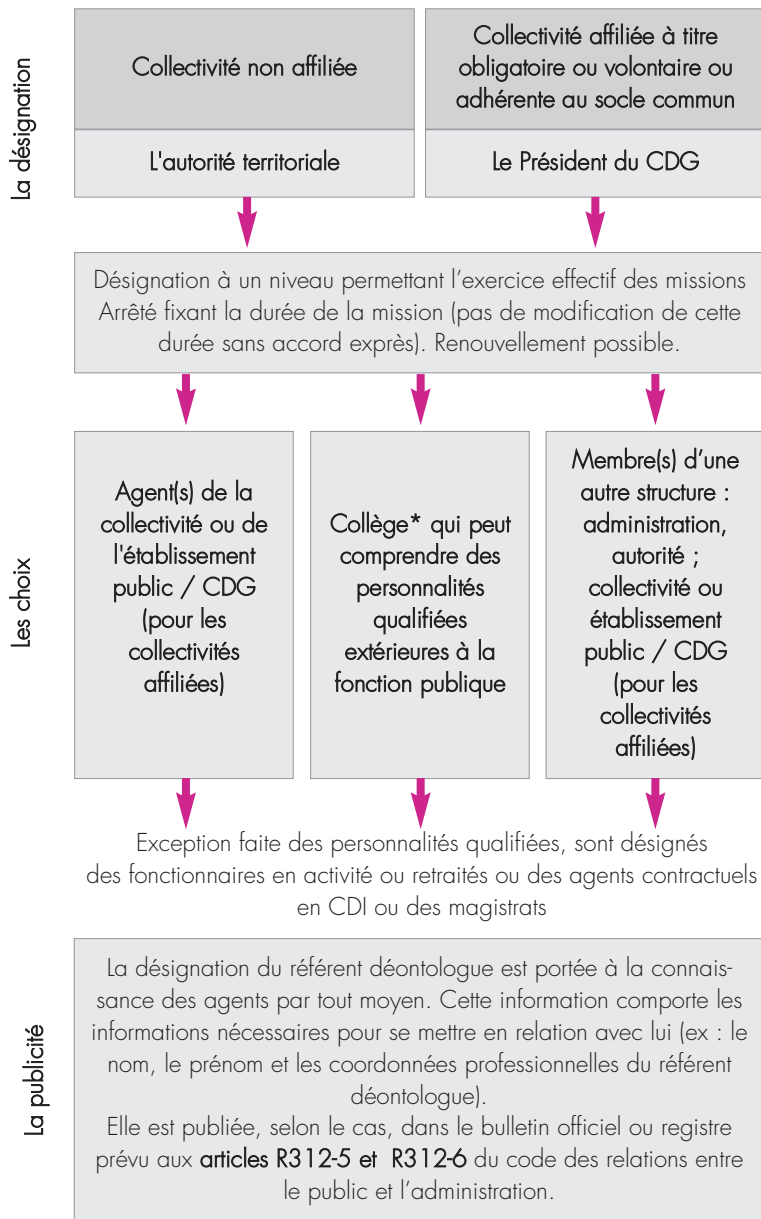 La désignation
Collectivité non affiliée
Collectivité affiliée à titre
obligatoire ou volontaire ou
adhérente au socle commun
L'autorité territoriale
Le Président du CDG
Désignation à un niveau permettant l'exercice effectif des missions
Arrêté fixant la durée de la mission (pas de modification de cette
durée sans accord exprès). Renouvellement possible.
Les choix
Agent(s) de la
collectivité ou de
l'établissement
public / CDG
(pour les
collectivités
affiliées)
Collège* qui peut
comprendre des
personnalités
qualifiées
extérieures à la
fonction publique
Membre(s) d'une
autre structure :
administration,
autorité ;
collectivité ou
établissement
public / CDG
(pour les
collectivités
affiliées)
Exception faite des personnalités qualifiées, sont désignés
des fonctionnaires en activité ou retraités ou des agents contractuels
en CDI ou des magistrats
La publicité
La désignation du référent déontologue est portée à la connais-
sance des agents par tout moyen. Cette information comporte les
informations nécessaires pour se mettre en relation avec lui (ex : le
nom, le prénom et les coordonnées professionnelles du référent
déontologue).
Elle est publiée, selon le cas, dans le bulletin officiel ou registre
prévu aux articles R312-5 et R312-6 du code des relations entre
le public et l'administration.